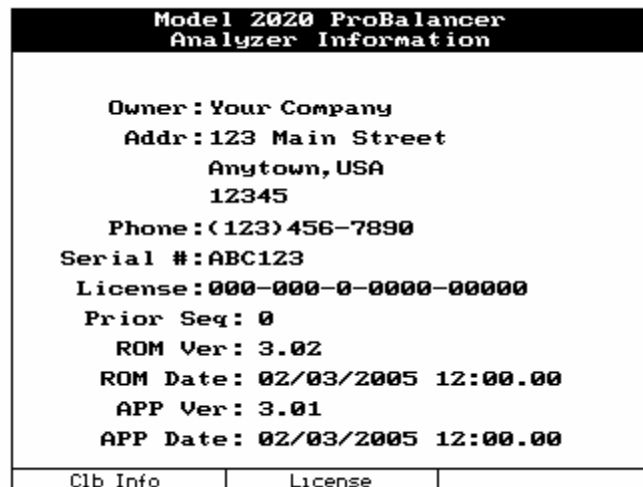 Model 2020 ProBalancer
Analyzer Information
Owner:Your Company
Addr:123 Main Street
Anytown,USA
12345
Phone:(123)456-7890
Serial #:ABC123
License:000-000-0-0000-00000
Prior Seq: 0
ROM Ver: 3.02
ROM Date: 02/03/2005 12:00.00
APP Ver: 3.01
APP Date: 02/03/2005 12:00.00
Clb Info License